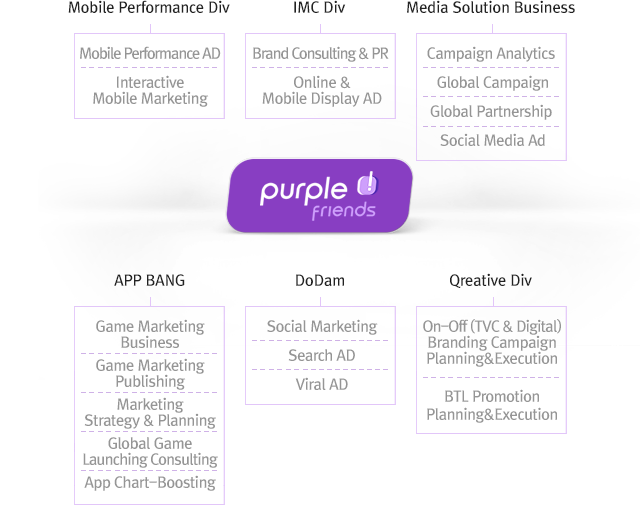 Mobile Performance Div
Mobile Performance AD
Interactive
Mobile Marketing
IMC Div
Brand Consulting & PR
Online &
Mobile Display AD
Media Solution Business
Campaign Analytics
Global Campaign
Global Partnership
Social Media Ad
purple
friends
APP BANG
Game Marketing
Business
Game Marketing
Publishing
Marketing
Strategy & Planning
Global Game
Launching Consulting
App Chart-Boosting
DoDam
Social Marketing
Search AD
Viral AD
Qreative Div
On-Off (TVC & Digital)
Branding Campaign
Planning&Execution
BTL Promotion
Planning&Execution